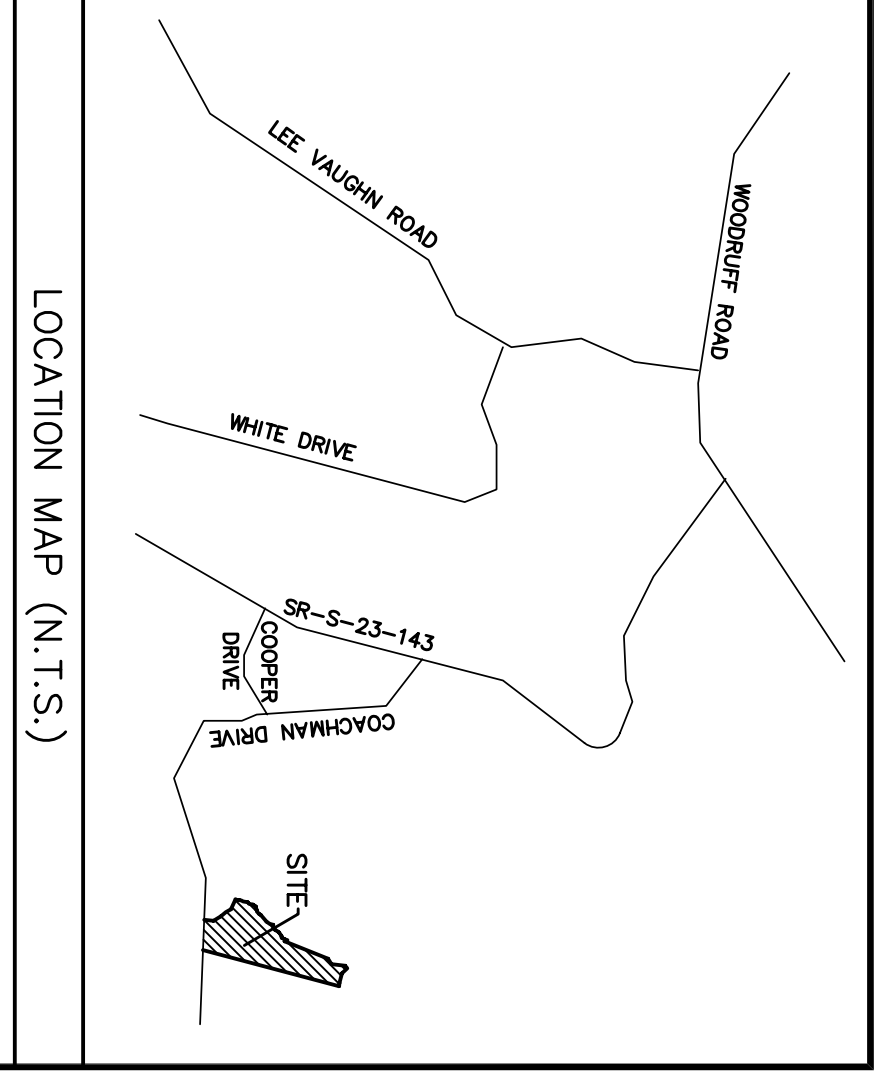 WOODRUFF ROAD
LEE VAUGHN ROAD
WHITE DRIVE
SR-S-23-143
COOPER
DRIVE
COACHMAN DRIVE
SITE
LOCATION MAP (N.T.S.)